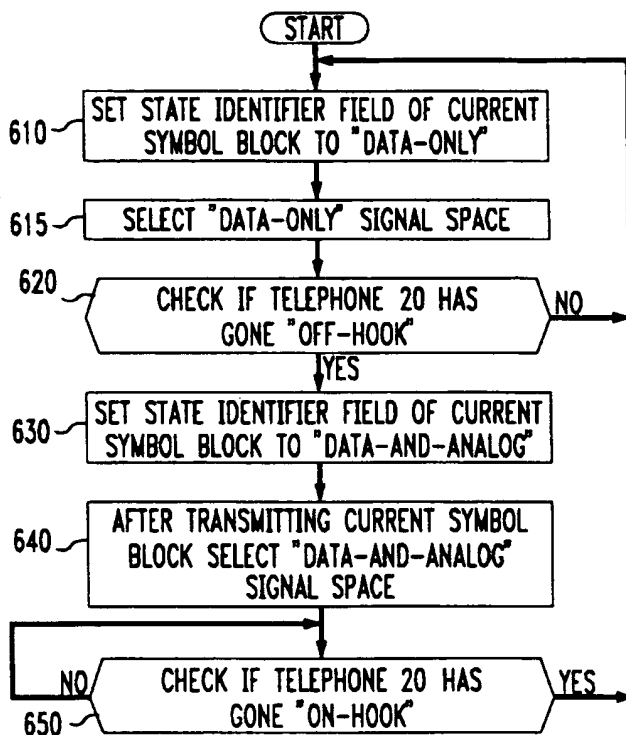 START
610
SET STATE IDENTIFIER FIELD OF CURRENT
SYMBOL BLOCK TO "DATA-ONLY"
615
SELECT "DATA-ONLY" SIGNAL SPACE
620
CHECK IF TELEPHONE 20 HAS
GONE "OFF-HOOK"
NO
YES
630
SET STATE IDENTIFIER FIELD OF CURRENT
SYMBOL BLOCK TO "DATA-AND-ANALOG"
640
AFTER TRANSMITTING CURRENT SYMBOL
BLOCK SELECT "DATA-AND-ANALOG"
SIGNAL SPACE
NO
CHECK IF TELEPHONE 20 HAS
GONE "ON-HOOK"
YES
650